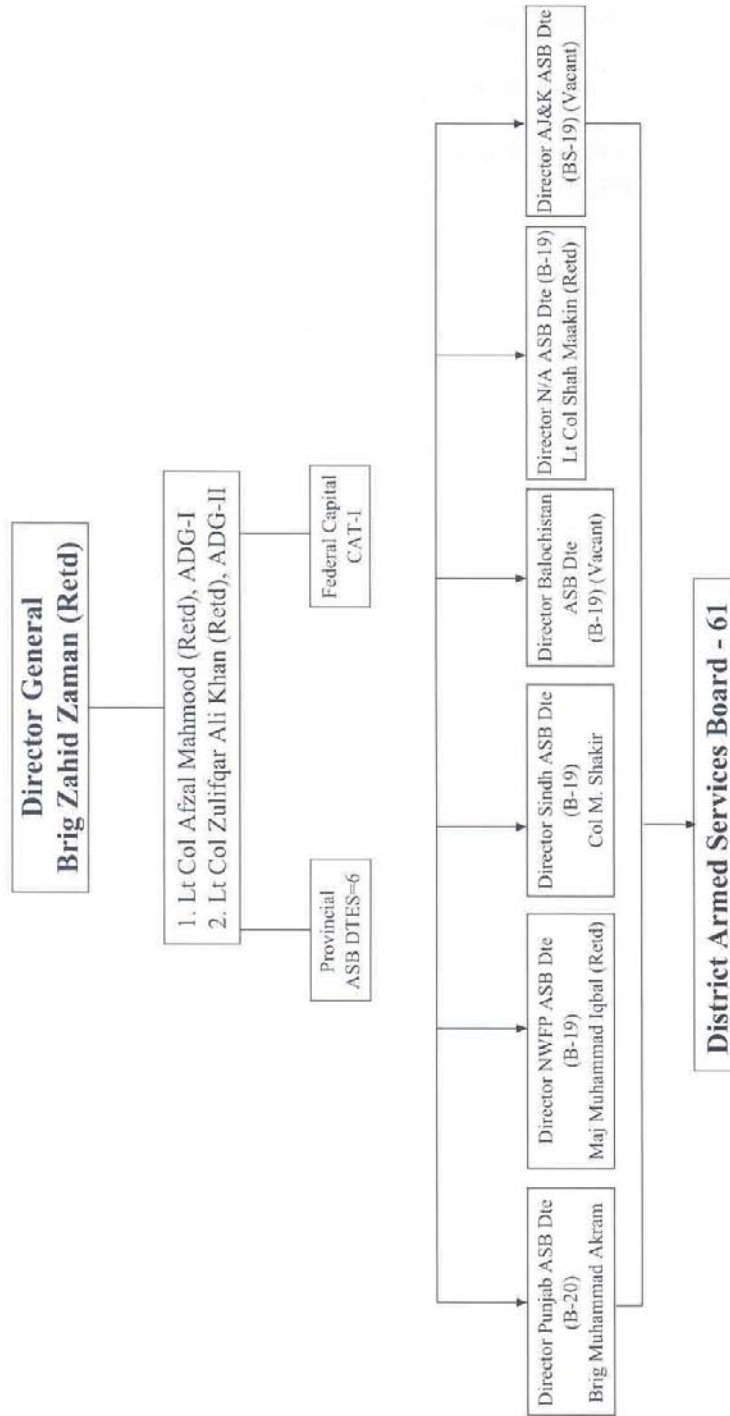 Director General
Brig Zahid Zaman (Retd)
1. Lt Col Afzal Mahmood (Retd), ADG-I
2. Lt Col Zulifqar Ali Khan (Retd), ADG-II
Provincial
ASB DTES=6
Federal Capital
CAT-1
Director Punjab ASB Dte
(B-20)
Brig Muhammad Akram
Director NWFP ASB Dte
(B-19)
Maj Muhammad Iqbal (Retd)
Director Sindh ASB Dte
(B-19)
Col M. Shakir
Director Balochistan
ASB Dte
(B-19) (Vacant)
Director N/A ASB Dte (B-19)
Lt Col Shah Maakin (Retd)
Director AJ&K ASB Dte
(BS-19) (Vacant)
District Armed Services Board - 61